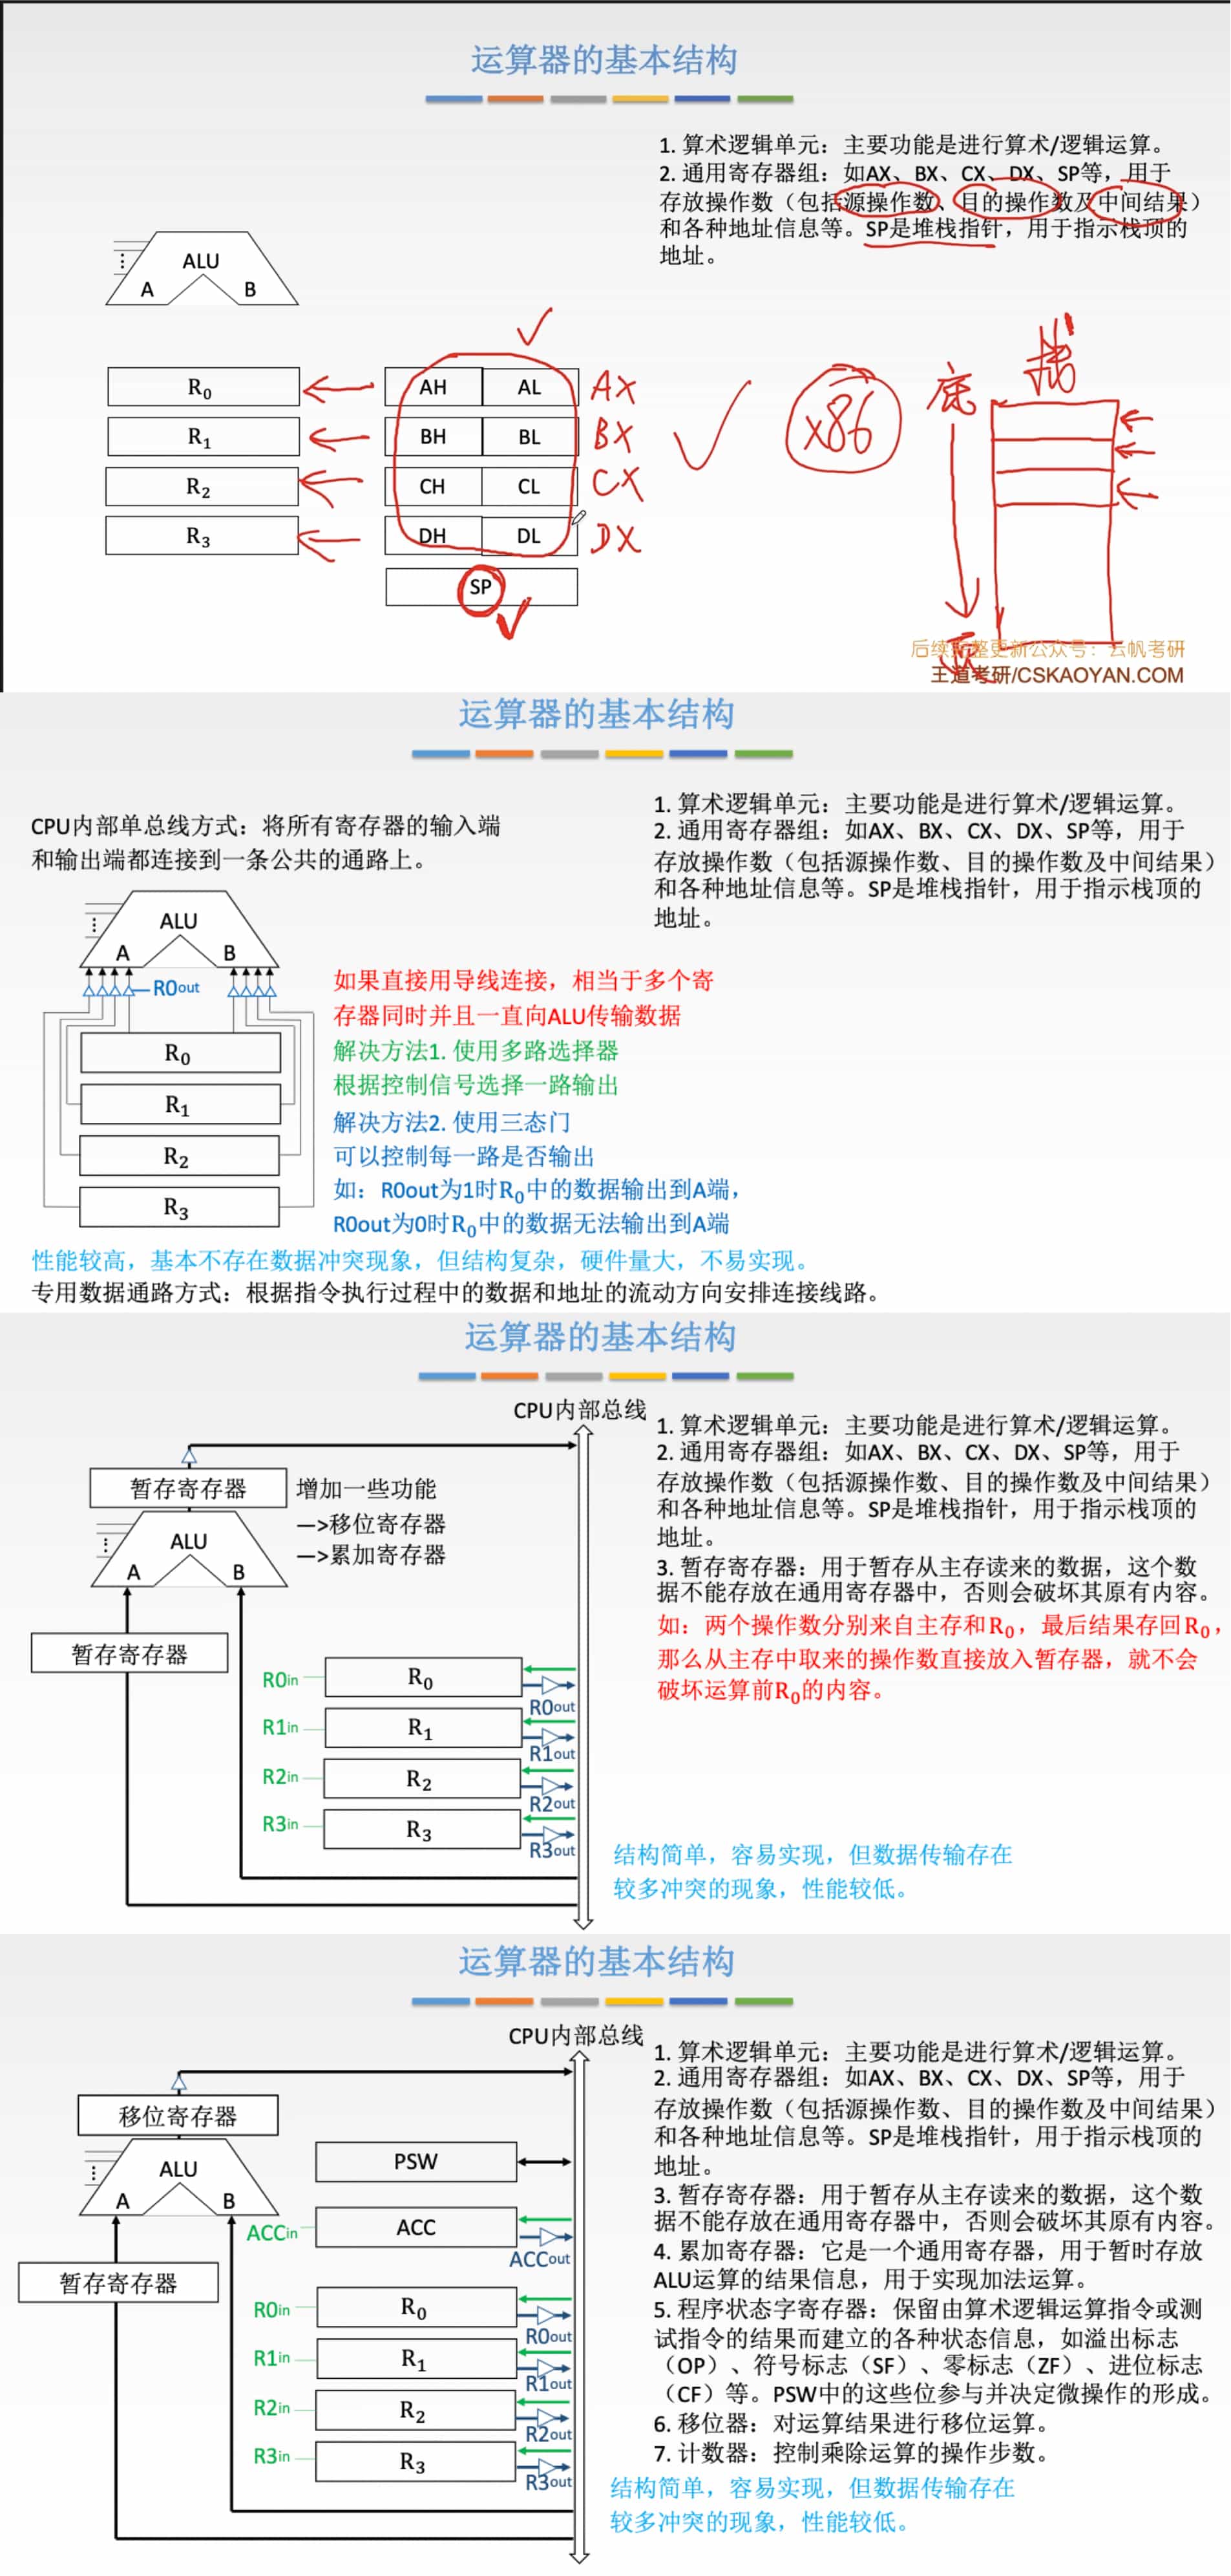 运算器的基本结构
1. 算术逻辑单元：主要功能是进行算术/逻辑运算。
2. 通用寄存器组：如AX、BX、CX、DX、SP等，用于
存放操作数（包括源操作数、目的操作数及中间结果）
和各种地址信息等。SP是堆栈指针，用于指示栈顶的
地址。
ALU
A B
R0 AH AL AX
R1 BH BL BX
R2 CH CL CX
R3 DH DL DX
SP
x86
底
后续完整更新公众号：云帆考研
王道考研/CSKAOYAN.COM
运算器的基本结构
CPU内部单总线方式：将所有寄存器的输入端
和输出端都连接到一条公共的通路上。
1. 算术逻辑单元：主要功能是进行算术/逻辑运算。
2. 通用寄存器组：如AX、BX、CX、DX、SP等，用于
存放操作数（包括源操作数、目的操作数及中间结果）
和各种地址信息等。SP是堆栈指针，用于指示栈顶的
地址。
ALU
A B
R0out
R0
R1
R2
R3
如果直接用导线连接，相当于多个寄
存器同时并且一直向ALU传输数据
解决方法1. 使用多路选择器
根据控制信号选择一路输出
解决方法2. 使用三态门
可以控制每一路是否输出
如：R0out为1时R0中的数据输出到A端，
R0out为0时R0中的数据无法输出到A端
性能较高，基本不存在数据冲突现象，但结构复杂，硬件量大，不易实现。
专用数据通路方式：根据指令执行过程中的数据和地址的流动方向安排连接线路。
运算器的基本结构
CPU内部总线
暂存寄存器
增加一些功能
—>移位寄存器
—>累加寄存器
ALU
A B
暂存寄存器
R0in R0 R0out
R1in R1 R1out
R2in R2 R2out
R3in R3 R3out
1. 算术逻辑单元：主要功能是进行算术/逻辑运算。
2. 通用寄存器组：如AX、BX、CX、DX、SP等，用于
存放操作数（包括源操作数、目的操作数及中间结果）
和各种地址信息等。SP是堆栈指针，用于指示栈顶的
地址。
3. 暂存寄存器：用于暂存从主存读来的数据，这个数
据不能存放在通用寄存器中，否则会破坏其原有内容。
如：两个操作数分别来自主存和R0，最后结果存回R0，
那么从主存中取来的操作数直接放入暂存器，就不会
破坏运算前R0的内容。
结构简单，容易实现，但数据传输存在
较多冲突的现象，性能较低。
运算器的基本结构
CPU内部总线
移位寄存器
ALU
A B
暂存寄存器
PSW
ACCin ACC ACCout
R0in R0 R0out
R1in R1 R1out
R2in R2 R2out
R3in R3 R3out
1. 算术逻辑单元：主要功能是进行算术/逻辑运算。
2. 通用寄存器组：如AX、BX、CX、DX、SP等，用于
存放操作数（包括源操作数、目的操作数及中间结果）
和各种地址信息等。SP是堆栈指针，用于指示栈顶的
地址。
3. 暂存寄存器：用于暂存从主存读来的数据，这个数
据不能存放在通用寄存器中，否则会破坏其原有内容。
4. 累加寄存器：它是一个通用寄存器，用于暂时存放
ALU运算的结果信息，用于实现加法运算。
5. 程序状态字寄存器：保留由算术逻辑运算指令或测
试指令的结果而建立的各种状态信息，如溢出标志
（OP）、符号标志（SF）、零标志（ZF）、进位标志
（CF）等。PSW中的这些位参与并决定微操作的形成。
6. 移位器：对运算结果进行移位运算。
7. 计数器：控制乘除运算的操作步数。
结构简单，容易实现，但数据传输存在
较多冲突的现象，性能较低。